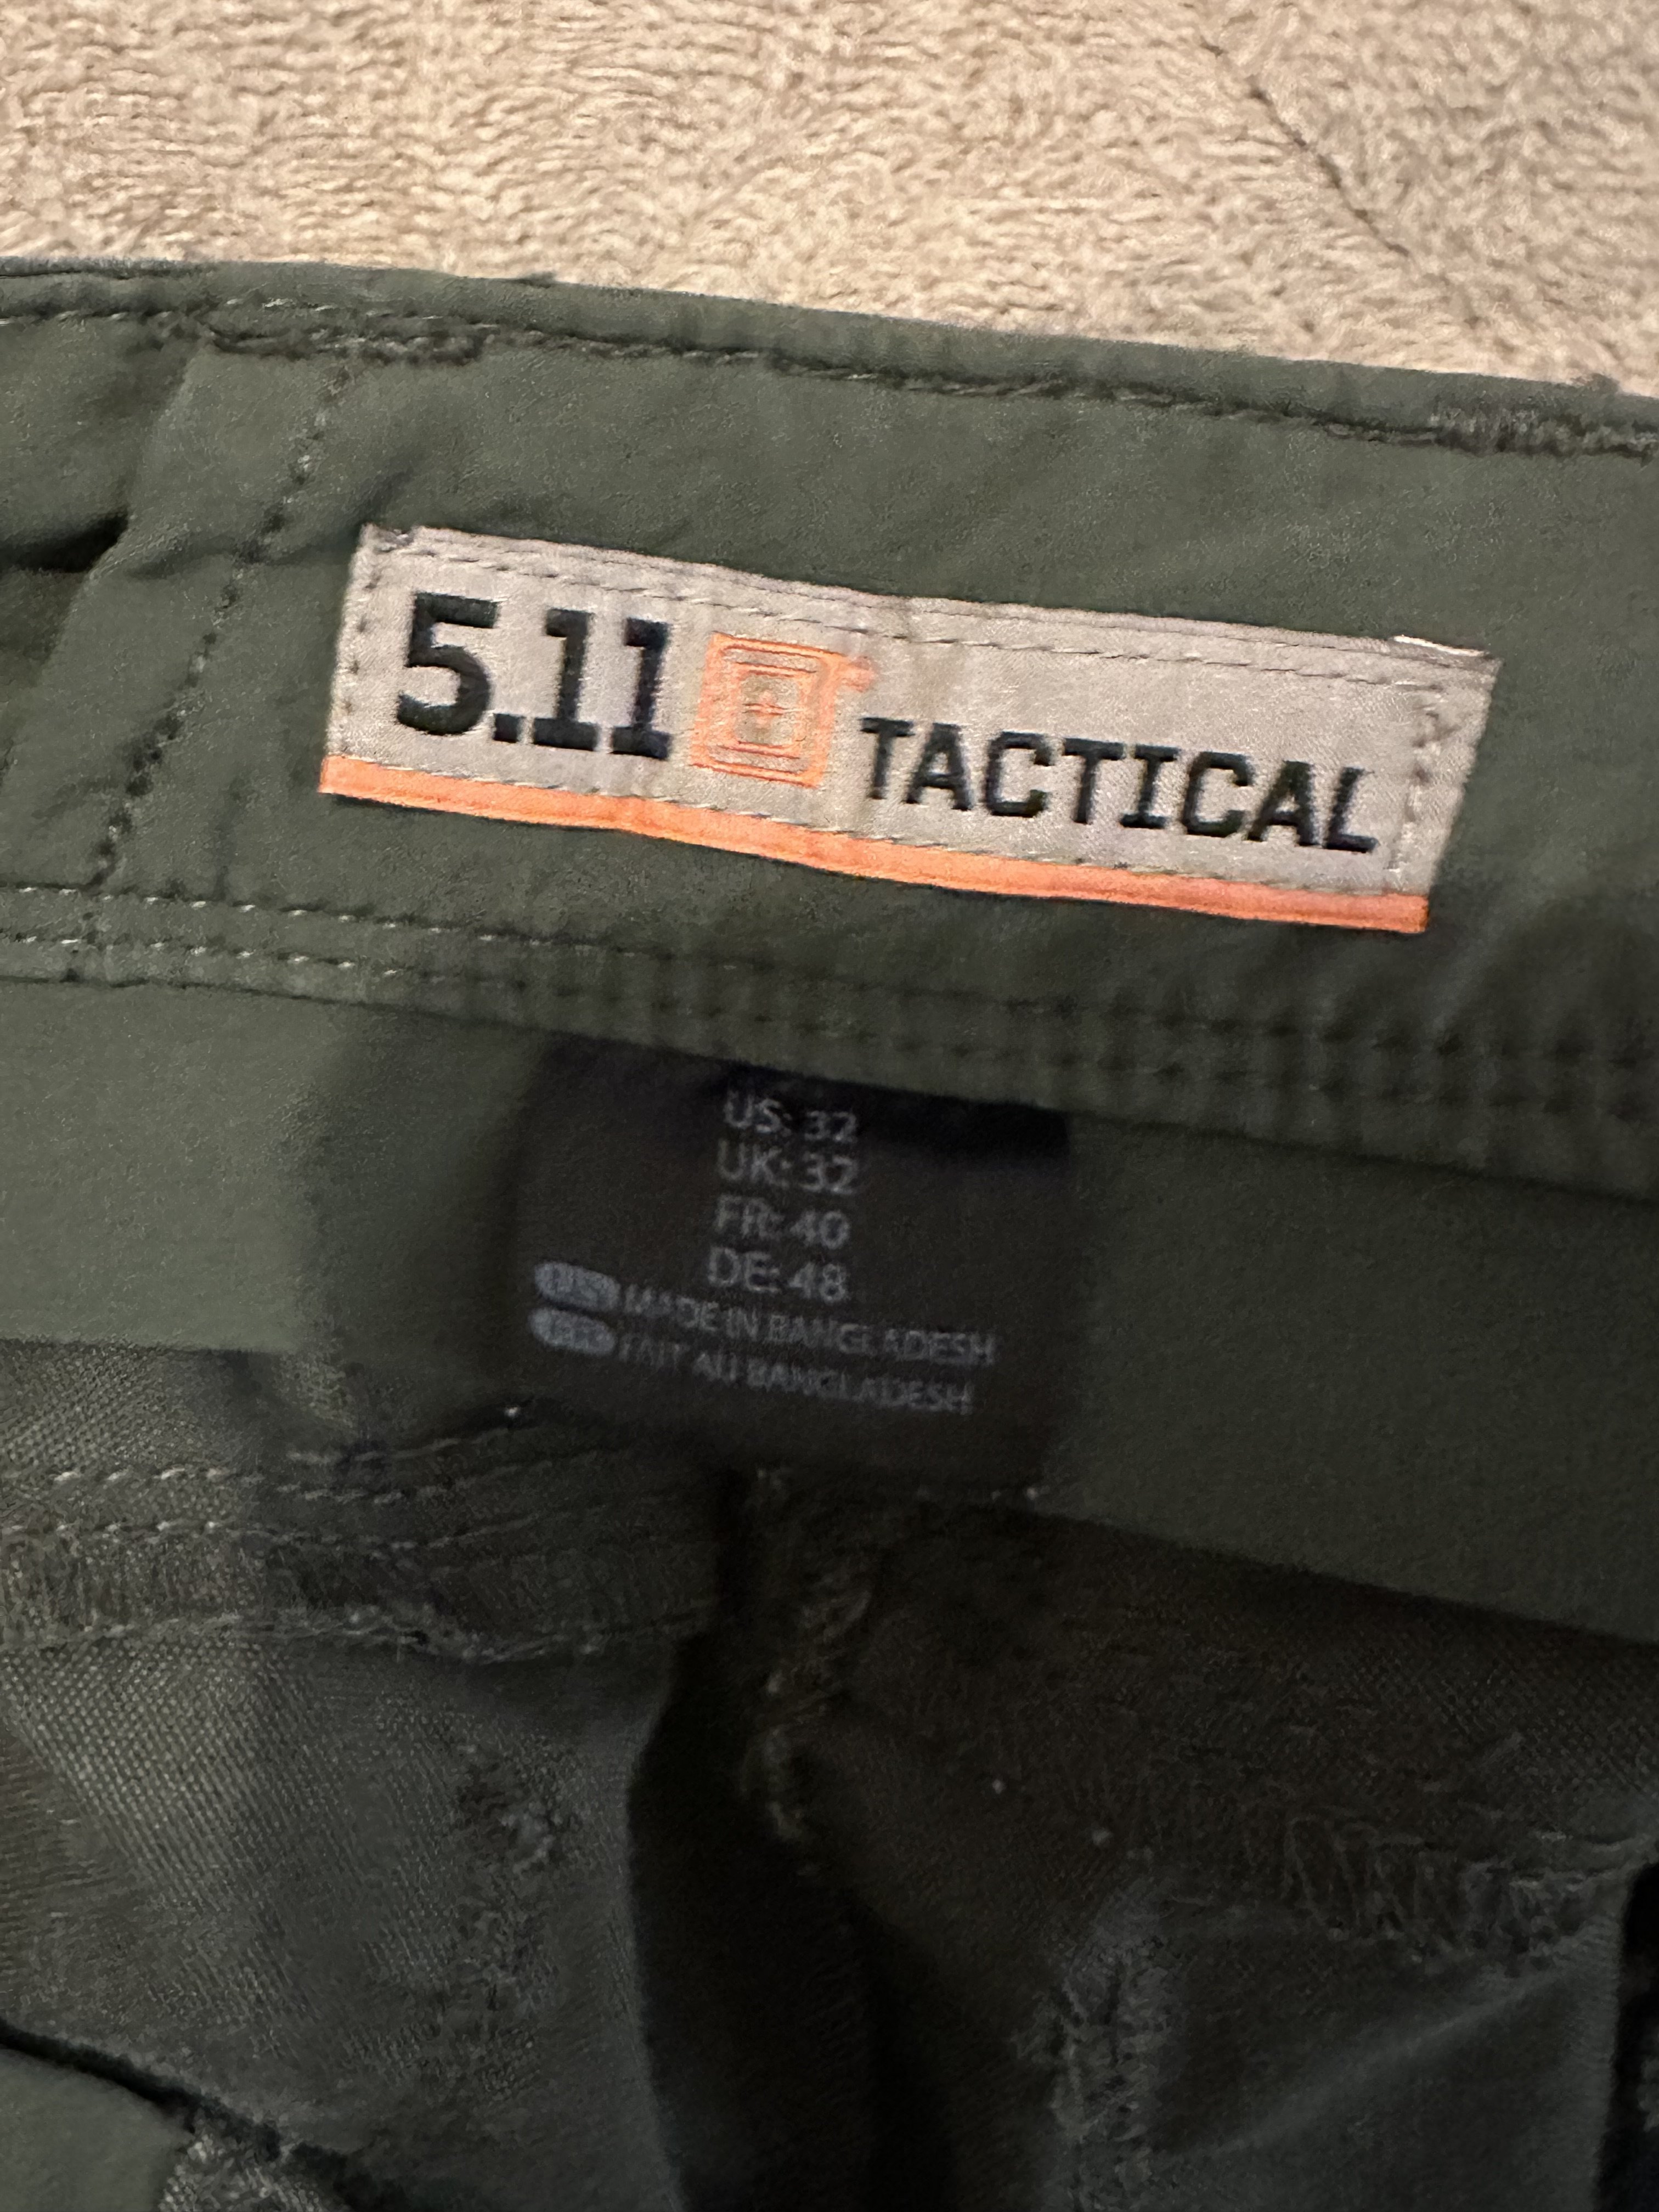 5.11 TACTICAL
US: 32
UK: 32
FR: 40
DE: 48
MADE IN BANGLADESH
FAIT AU BANGLADESH